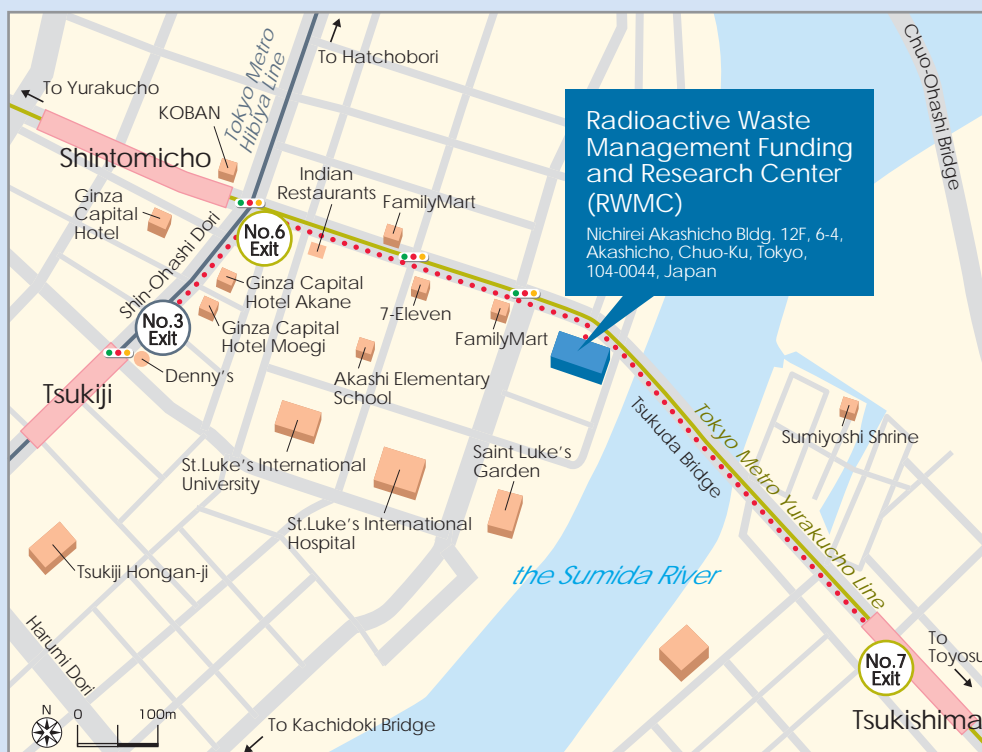 To Hatchobori
To Yurakucho
KOBAN
Tokyo Metro
Hibiya Line
Chuo-Ohashi Bridge
Shintomicho
Radioactive Waste
Management Funding
and Research Center
(RWMC)
Nichirei Akashicho Bldg. 12F, 6-4,
Akashicho, Chuo-Ku, Tokyo,
104-0044, Japan
Indian
Restaurants
FamilyMart
Ginza
Capital
Hotel
No.6
Exit
Shin-Ohashi Dori
Ginza Capital
Hotel Akane
7-Eleven
No.3
Exit
Ginza Capital
Hotel Moegi
FamilyMart
Denny's
Akashi Elementary
School
Tsukiji
Tsukuda Bridge
Tokyo Metro Yurakucho Line
Sumiyoshi Shrine
St.Luke's International
University
Saint Luke's
Garden
St.Luke's International
Hospital
Tsukiji Hongan-ji
the Sumida River
Harumi Dori
To
Toyosu
No.7
Exit
Tsukishima
N
0 100m
To Kachidoki Bridge